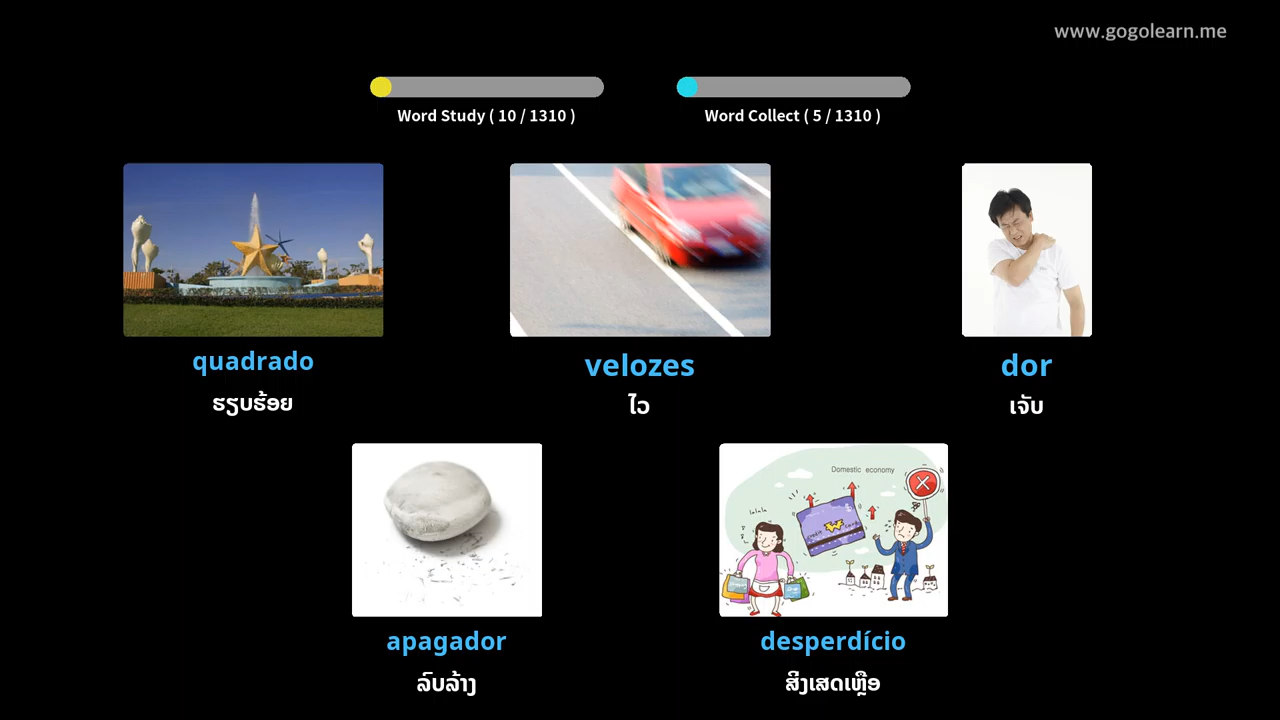 www.gogolearn.me
Word Study ( 10 / 1310 )
Word Collect ( 5 / 1310 )
quadrado
ຮຽບຮ້ອຍ
velozes
ໄວ
dor
ເຈັບ
Domestic economy
lalala
apagador
ລົບລ້າງ
desperdício
ສິ່ງເສດເຫຼືອ